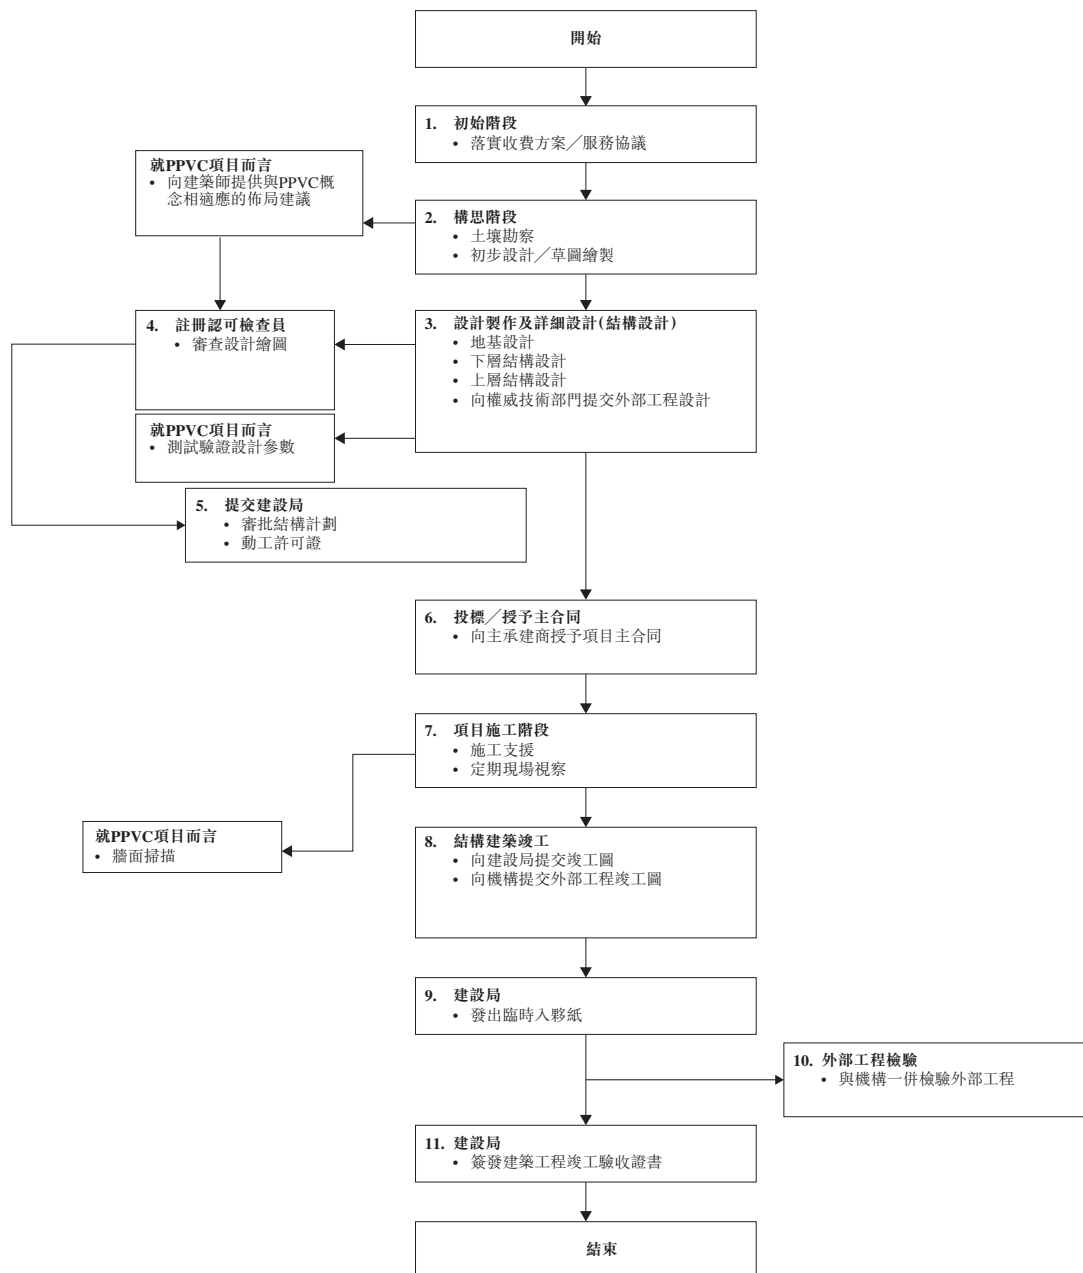 開始
1. 初始階段
• 落實收費方案／服務協議
就PPVC項目而言
• 向建築師提供與PPVC概
念相適應的佈局建議
2. 構思階段
• 土壤勘察
• 初步設計／草圖繪製
3. 設計製作及詳細設計(結構設計)
• 地基設計
• 下層結構設計
• 上層結構設計
• 向權威技術部門提交外部工程設計
4. 註冊認可檢查員
• 審查設計繪圖
就PPVC項目而言
• 測試驗證設計參數
5. 提交建設局
• 審批結構計劃
• 動工許可證
6. 投標／授予主合同
• 向主承建商授予項目主合同
7. 項目施工階段
• 施工支援
• 定期現場視察
就PPVC項目而言
• 牆面掃描
8. 結構建築竣工
• 向建設局提交竣工圖
• 向機構提交外部工程竣工圖
9. 建設局
• 發出臨時入夥紙
10. 外部工程檢驗
• 與機構一併檢驗外部工程
11. 建設局
• 簽發建築工程竣工驗收證書
結束